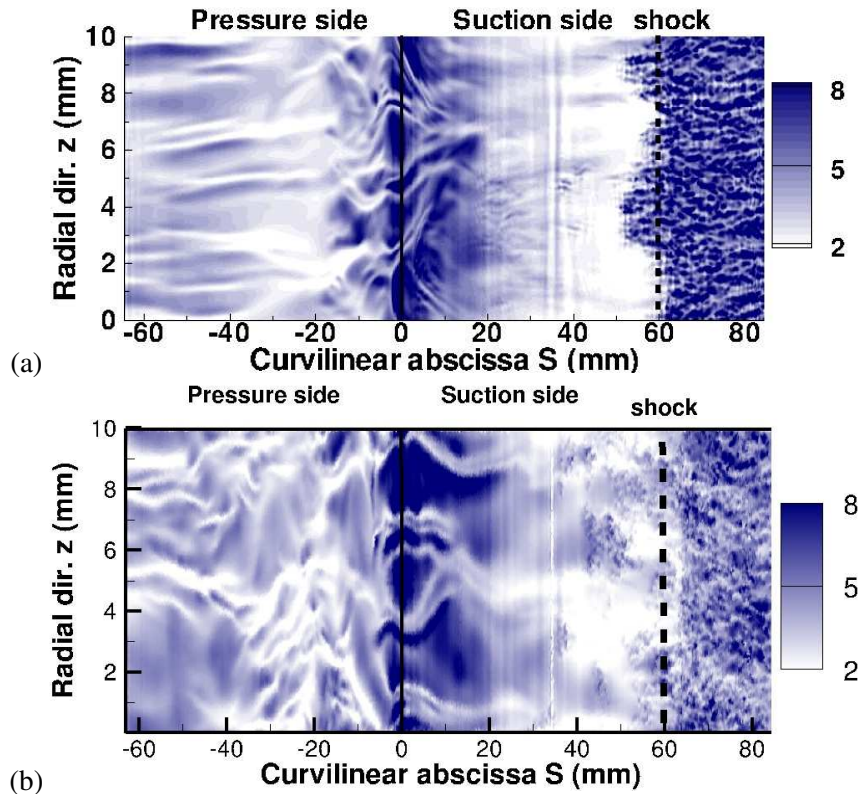 Pressure side Suction side shock
10
8
6
4
2
0
Radial dir. z (mm)
-60 -40 -20 0 20 40 60 80
Curvilinear abscissa S (mm)
8
5
2
(a)
Pressure side Suction side
shock
10
8
6
4
2
Radial dir. z (mm)
-60 -40 -20 0 20 40 60 80
Curvilinear abscissa S (mm)
8
5
2
(b)